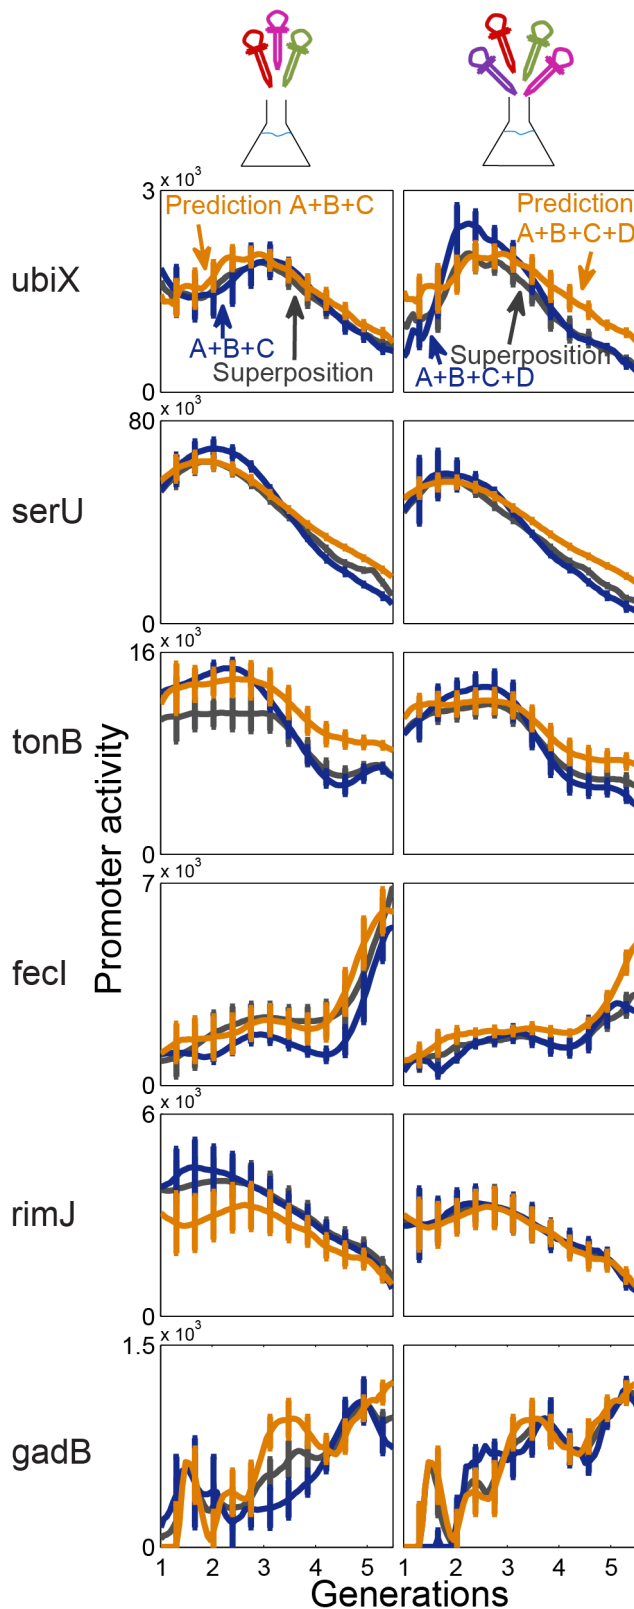 3 x 10³
Prediction A+B+C
Prediction
A+B+C+D
ubiX
A+B+C
Superposition
Superposition
A+B+C+D
0
80 x 10³
serU
0
16 x 10³
tonB
0
Promoter activity
7 x 10³
fecI
0
6 x 10³
rimJ
0
1.5 x 10³
gadB
0
1 2 3 4 5 1 2 3 4 5
Generations